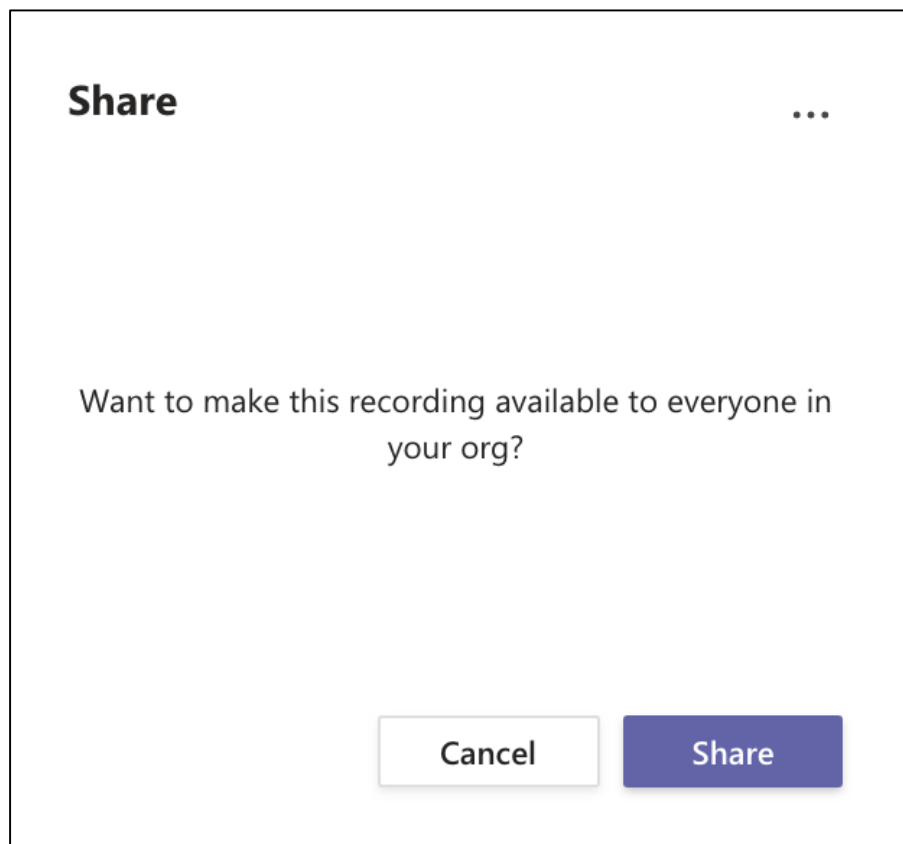 Share
Want to make this recording available to everyone in
your org?
Cancel
Share